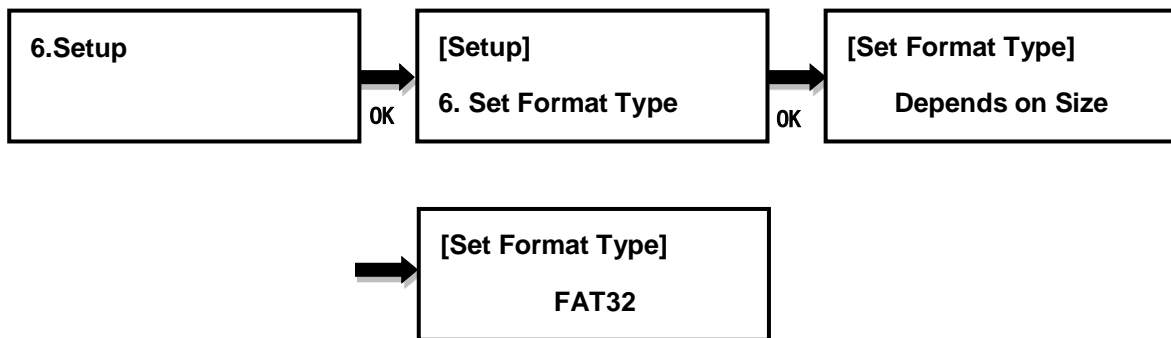 6.Setup
OK
[Setup]
6. Set Format Type
OK
[Set Format Type]
Depends on Size
[Set Format Type]
FAT32